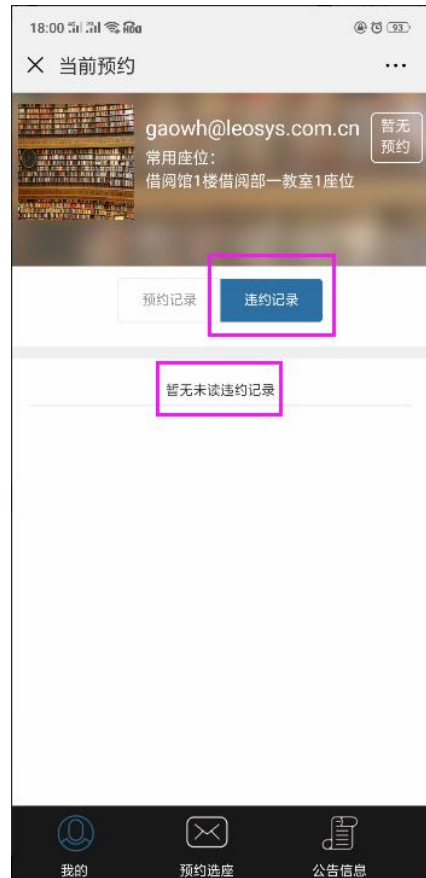 18:00
93
当前预约
gaowh@leosys.com.cn
暂无
预约
常用座位:
借阅馆1楼借阅部一教室1座位
预约记录
违约记录
暂无未读违约记录
我的
预约选座
公告信息